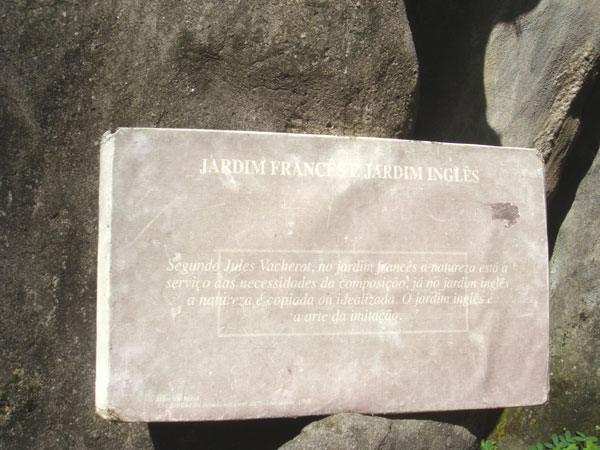 JARDIM FRANCÊS E JARDIM INGLÊS
Segundo Jules Vacherot, no jardim francês a natureza está a
serviço das necessidades da composição, já no jardim inglês
a natureza é copiada ou idealizada. O jardim inglês é
a arte da imitação.